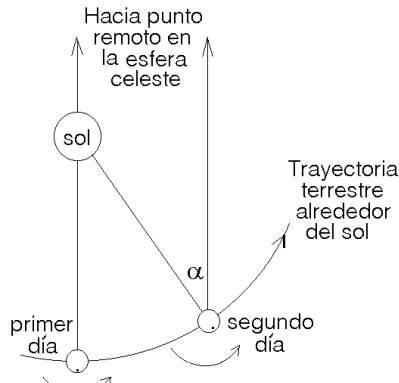 Hacia punto
remoto en
la esfera
celeste
sol
Trayectoria
terrestre
alrededor
del sol
α
primer
día
segundo
día